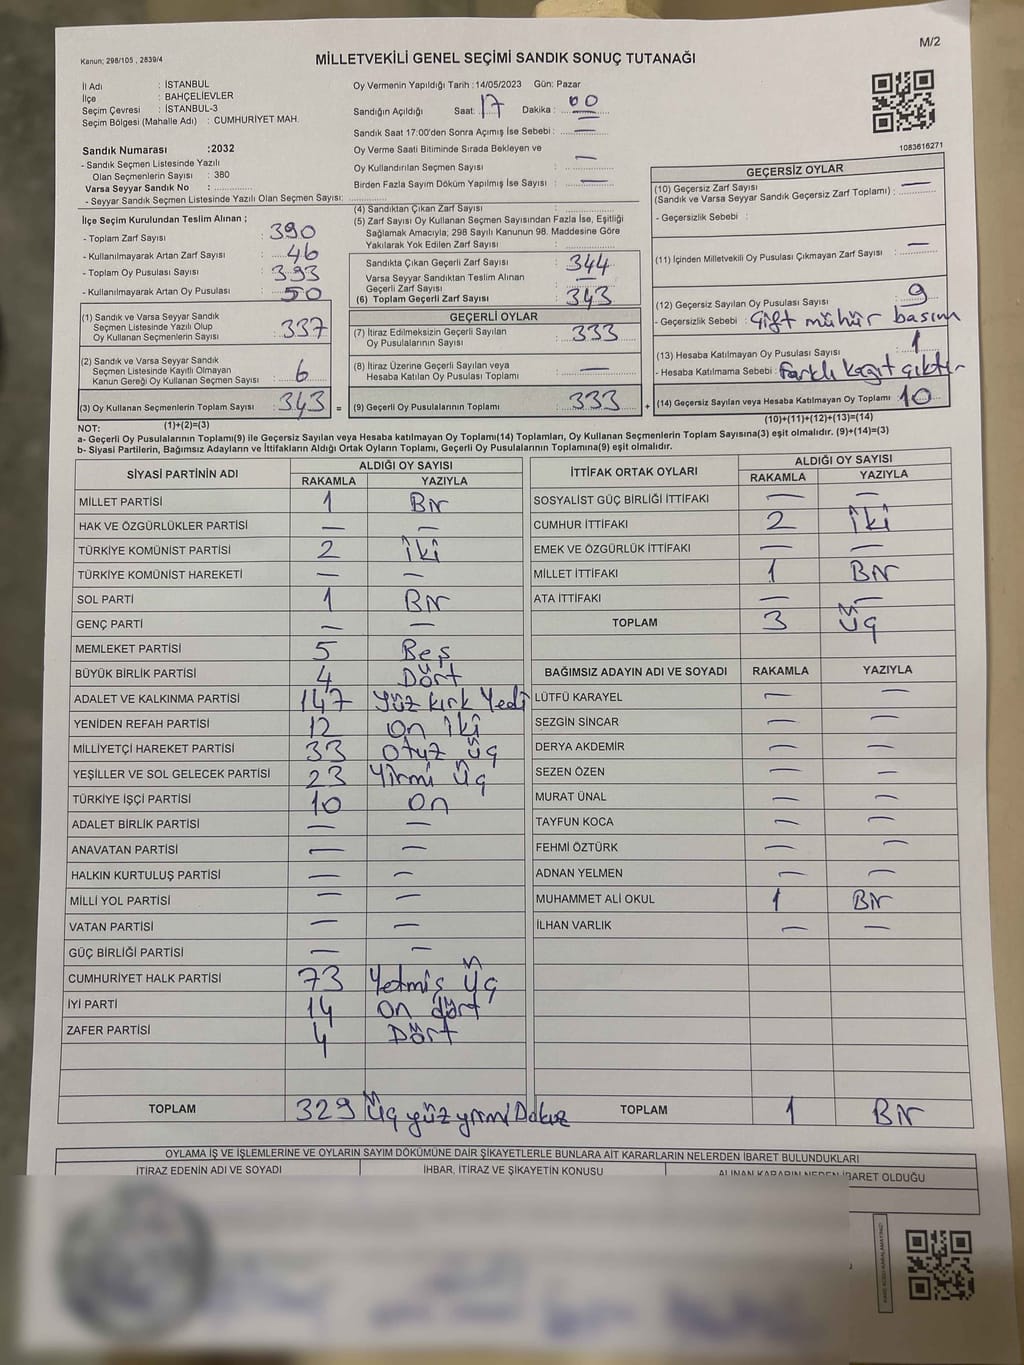 M/2
Kanun; 298/105 , 2839/4
MİLLETVEKİLİ GENEL SEÇİMİ SANDIK SONUÇ TUTANAĞI
İl Adı : İSTANBUL
İlçe : BAHÇELİEVLER
Seçim Çevresi : İSTANBUL-3
Seçim Bölgesi (Mahalle Adı) : CUMHURİYET MAH.
Sandık Numarası :2032
- Sandık Seçmen Listesinde Yazılı
Olan Seçmenlerin Sayısı : 380
Varsa Seyyar Sandık No :
- Seyyar Sandık Seçmen Listesinde Yazılı Olan Seçmen Sayısı:
Oy Vermenin Yapıldığı Tarih : 14/05/2023 Gün: Pazar
Sandığın Açıldığı Saat: 17 Dakika : 00
Sandık Saat 17:00'den Sonra Açımış İse Sebebi : —
Oy Verme Saati Bitiminde Sırada Bekleyen ve
Oy Kullandırılan Seçmen Sayısı : —
Birden Fazla Sayım Döküm Yapılmış İse Sayısı : —
1083616271
İlçe Seçim Kurulundan Teslim Alınan ;
- Toplam Zarf Sayısı : 390
- Kullanılmayarak Artan Zarf Sayısı : 46
- Toplam Oy Pusulası Sayısı : 393
- Kullanılmayarak Artan Oy Pusulası : 50
(1) Sandık ve Varsa Seyyar Sandık
Seçmen Listesinde Yazılı Olup
Oy Kullanan Seçmenlerin Sayısı : 337
(2) Sandık ve Varsa Seyyar Sandık
Seçmen Listesinde Kayıtlı Olmayan
Kanun Gereği Oy Kullanan Seçmen Sayısı : 6
(3) Oy Kullanan Seçmenlerin Toplam Sayısı : 343
(1)+(2)=(3)
(4) Sandıktan Çıkan Zarf Sayısı :
(5) Zarf Sayısı Oy Kullanan Seçmen Sayısından Fazla İse, Eşitliği
Sağlamak Amacıyla; 298 Sayılı Kanunun 98. Maddesine Göre
Yakılarak Yok Edilen Zarf Sayısı :
Sandıkta Çıkan Geçerli Zarf Sayısı : 344
Varsa Seyyar Sandıktan Teslim Alınan
Geçerli Zarf Sayısı : —
(6) Toplam Geçerli Zarf Sayısı : 343
GEÇERLİ OYLAR
(7) İtiraz Edilmeksizin Geçerli Sayılan
Oy Pusulalarının Sayısı : 333
(8) İtiraz Üzerine Geçerli Sayılan veya
Hesaba Katılan Oy Pusulası Toplamı : —
= (9) Geçerli Oy Pusulalarının Toplamı : 333 +
GEÇERSİZ OYLAR
(10) Geçersiz Zarf Sayısı
(Sandık ve Varsa Seyyar Sandık Geçersiz Zarf Toplamı) : —
- Geçersizlik Sebebi :
(11) İçinden Milletvekili Oy Pusulası Çıkmayan Zarf Sayısı : —
(12) Geçersiz Sayılan Oy Pusulası Sayısı : 9
- Geçersizlik Sebebi : Çift mühür basım
(13) Hesaba Katılmayan Oy Pusulası Sayısı : 1
- Hesaba Katılmama Sebebi : farklı kağıt çıktır
(14) Geçersiz Sayılan veya Hesaba Katılmayan Oy Toplamı : 10
(10)+(11)+(12)+(13)=(14)
NOT:
a- Geçerli Oy Pusulalarının Toplamı(9) ile Geçersiz Sayılan veya Hesaba katılmayan Oy Toplamı(14) Toplamları, Oy Kullanan Seçmenlerin Toplam Sayısına(3) eşit olmalıdır. (9)+(14)=(3)
b- Siyasi Partilerin, Bağımsız Adayların ve İttifakların Aldığı Ortak Oyların Toplamı, Geçerli Oy Pusulalarının Toplamına(9) eşit olmalıdır.
SİYASİ PARTİNİN ADI ALDIĞI OY SAYISI
RAKAMLA YAZIYLA
MİLLET PARTİSİ 1 Bir
HAK VE ÖZGÜRLÜKLER PARTİSİ — —
TÜRKİYE KOMÜNİST PARTİSİ 2 İki
TÜRKİYE KOMÜNİST HAREKETİ — —
SOL PARTİ 1 Bir
GENÇ PARTİ — —
MEMLEKET PARTİSİ 5 Beş
BÜYÜK BİRLİK PARTİSİ 4 Dört
ADALET VE KALKINMA PARTİSİ 147 Yüz kırk Yedi
YENİDEN REFAH PARTİSİ 12 On iki
MİLLİYETÇİ HAREKET PARTİSİ 33 otuz üç
YEŞİLLER VE SOL GELECEK PARTİSİ 23 Yirmi Üç
TÜRKİYE İŞÇİ PARTİSİ 10 On
ADALET BİRLİK PARTİSİ — —
ANAVATAN PARTİSİ — —
HALKIN KURTULUŞ PARTİSİ — —
MİLLİ YOL PARTİSİ — —
VATAN PARTİSİ — —
GÜÇ BİRLİĞİ PARTİSİ — —
CUMHURİYET HALK PARTİSİ 73 Yetmiş Üç
İYİ PARTİ 14 On dört
ZAFER PARTİSİ 4 Dört
TOPLAM 329 Üç yüz yirmi Dokuz
İTTİFAK ORTAK OYLARI ALDIĞI OY SAYISI
RAKAMLA YAZIYLA
SOSYALİST GÜÇ BİRLİĞİ İTTİFAKI — —
CUMHUR İTTİFAKI 2 İki
EMEK VE ÖZGÜRLÜK İTTİFAKI — —
MİLLET İTTİFAKI 1 Bir
ATA İTTİFAKI — —
TOPLAM 3 Üç
BAĞIMSIZ ADAYIN ADI VE SOYADI RAKAMLA YAZIYLA
LÜTFÜ KARAYEL — —
SEZGİN SİNCAR — —
DERYA AKDEMİR — —
SEZEN ÖZEN — —
MURAT ÜNAL — —
TAYFUN KOCA — —
FEHMİ ÖZTÜRK — —
ADNAN YELMEN — —
MUHAMMET ALİ OKUL 1 Bir
İLHAN VARLIK — —
TOPLAM 1 Bir
OYLAMA İŞ VE İŞLEMLERİNE VE OYLARIN SAYIM DÖKÜMÜNE DAİR ŞİKAYETLERLE BUNLARA AİT KARARLARIN NELERDEN İBARET BULUNDUKLARI
İTİRAZ EDENİN ADI VE SOYADI İHBAR, İTİRAZ VE ŞİKAYETİN KONUSU ALINAN KARARIN NEDEN İBARET OLDUĞU